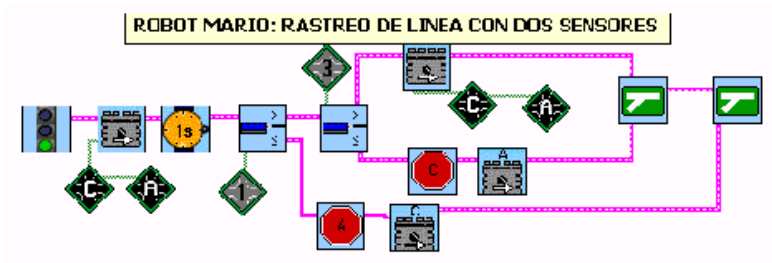 ROBOT MARIO: RASTREO DE LINEA CON DOS SENSORES
3
C A
1s > ≤ > ≤
C A
1
C A
A C